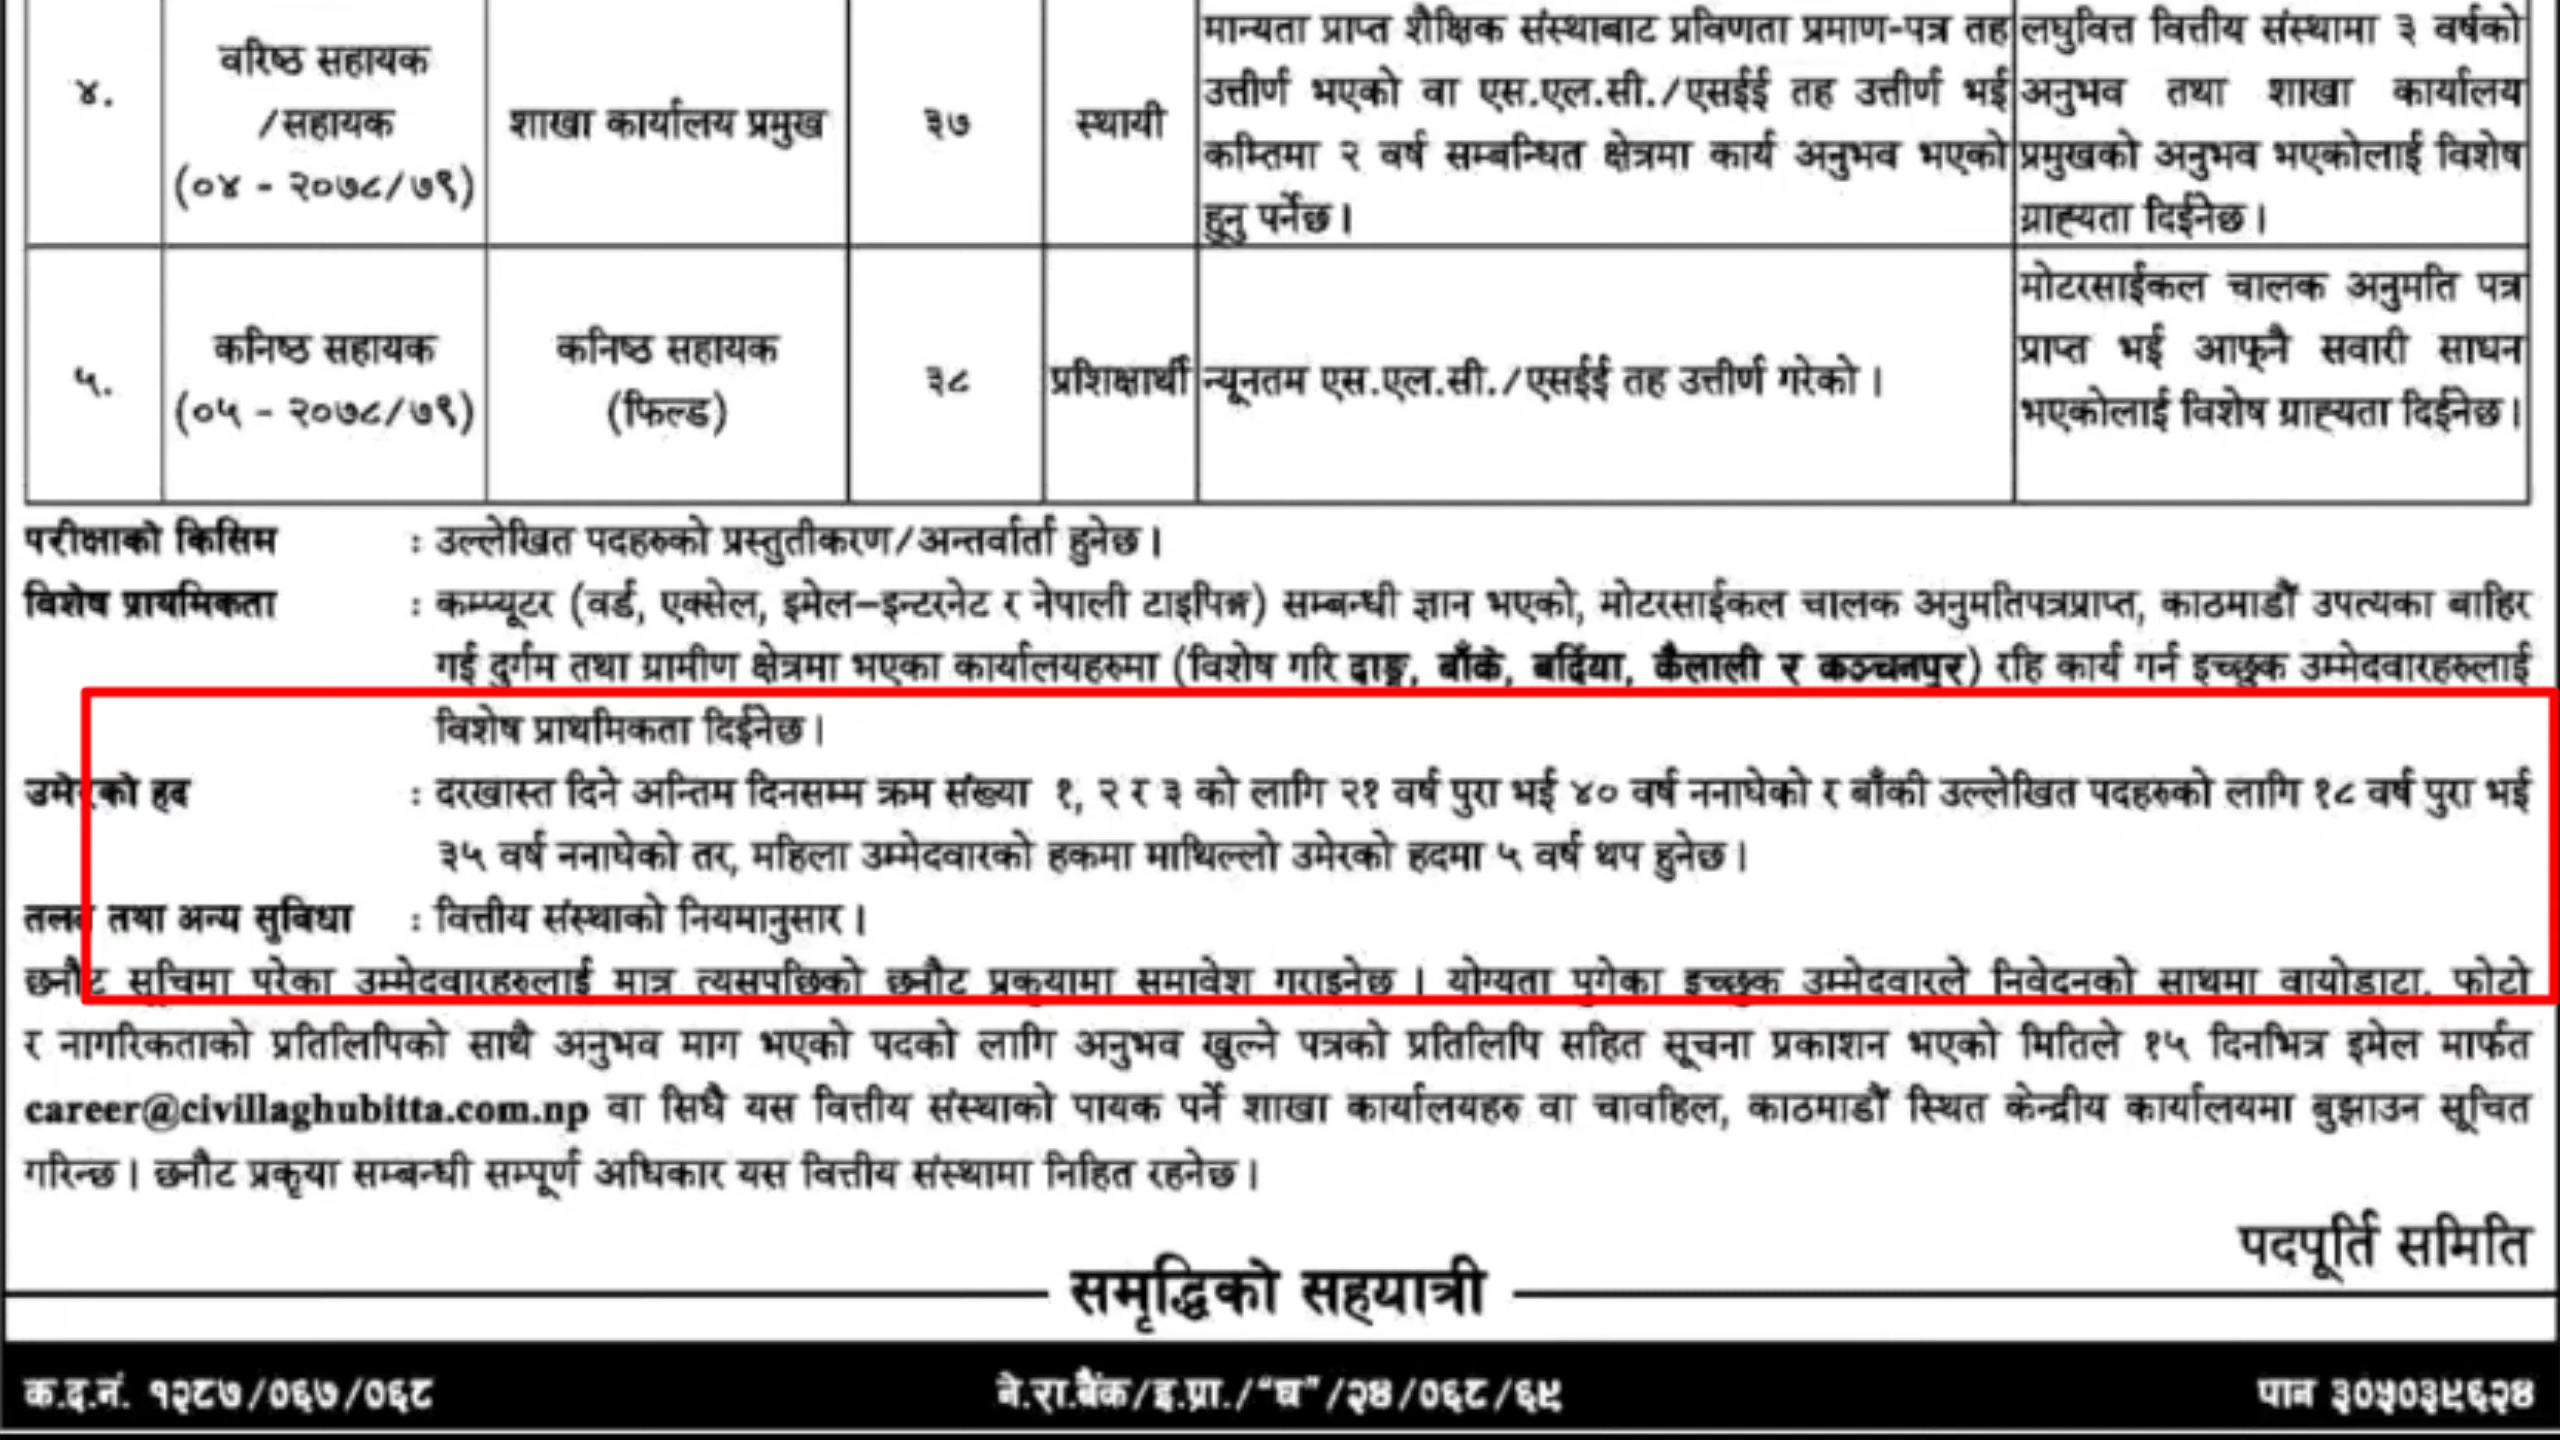 ४.
वरिष्ठ सहायक
/सहायक
(०४ - २०७८/७९)
शाखा कार्यालय प्रमुख
३७
स्थायी
मान्यता प्राप्त शैक्षिक संस्थाबाट प्रविणता प्रमाण-पत्र तह
उत्तीर्ण भएको वा एस.एल.सी./एसईई तह उत्तीर्ण भई
कम्तिमा २ वर्ष सम्बन्धित क्षेत्रमा कार्य अनुभव भएको
हुनु पर्नेछ ।
लघुवित्त वित्तीय संस्थामा ३ वर्षको
अनुभव तथा शाखा कार्यालय
प्रमुखको अनुभव भएकोलाई विशेष
ग्राह्यता दिईनेछ ।
५.
कनिष्ठ सहायक
(०५ - २०७८/७९)
कनिष्ठ सहायक
(फिल्ड)
३८
प्रशिक्षार्थी
न्यूनतम एस.एल.सी./एसईई तह उत्तीर्ण गरेको ।
मोटरसाईकल चालक अनुमति पत्र
प्राप्त भई आफ्नै सवारी साधन
भएकोलाई विशेष ग्राह्यता दिईनेछ ।
परीक्षाको किसिम : उल्लेखित पदहरुको प्रस्तुतीकरण/अन्तर्वार्ता हुनेछ ।
विशेष प्राथमिकता : कम्प्यूटर (वर्ड, एक्सेल, इमेल–इन्टरनेट र नेपाली टाइपिङ्ग) सम्बन्धी ज्ञान भएको, मोटरसाईकल चालक अनुमतिपत्रप्राप्त, काठमाडौं उपत्यका बाहिर
गई दुर्गम तथा ग्रामीण क्षेत्रमा भएका कार्यालयहरुमा (विशेष गरि दाङ्ग, बाँके, बर्दिया, कैलाली र कञ्चनपुर) रहि कार्य गर्न इच्छुक उम्मेदवारहरुलाई
विशेष प्राथमिकता दिईनेछ ।
उमेरको हद : दरखास्त दिने अन्तिम दिनसम्म क्रम संख्या १, २ र ३ को लागि २१ वर्ष पुरा भई ४० वर्ष ननाघेको र बाँकी उल्लेखित पदहरुको लागि १८ वर्ष पुरा भई
३५ वर्ष ननाघेको तर, महिला उम्मेदवारको हकमा माथिल्लो उमेरको हदमा ५ वर्ष थप हुनेछ ।
तलब तथा अन्य सुविधा : वित्तीय संस्थाको नियमानुसार ।
छनौट सूचिमा परेका उम्मेदवारहरुलाई मात्र त्यसपछिको छनौट प्रकृयामा समावेश गराइनेछ । योग्यता पुगेका इच्छुक उम्मेदवारले निवेदनको साथमा वायोडाटा, फोटो
र नागरिकताको प्रतिलिपिको साथै अनुभव माग भएको पदको लागि अनुभव खुल्ने पत्रको प्रतिलिपि सहित सूचना प्रकाशन भएको मितिले १५ दिनभित्र इमेल मार्फत
career@civillaghubitta.com.np वा सिधै यस वित्तीय संस्थाको पायक पर्ने शाखा कार्यालयहरु वा चावहिल, काठमाडौं स्थित केन्द्रीय कार्यालयमा बुझाउन सूचित
गरिन्छ । छनौट प्रकृया सम्बन्धी सम्पूर्ण अधिकार यस वित्तीय संस्थामा निहित रहनेछ ।
पदपूर्ति समिति
समृद्धिको सहयात्री
क.द.नं. १२८७/०६७/०६८ ने.रा.बैंक/इ.प्रा./“घ”/२४/०६८/६९ पान ३०५०३९६२४